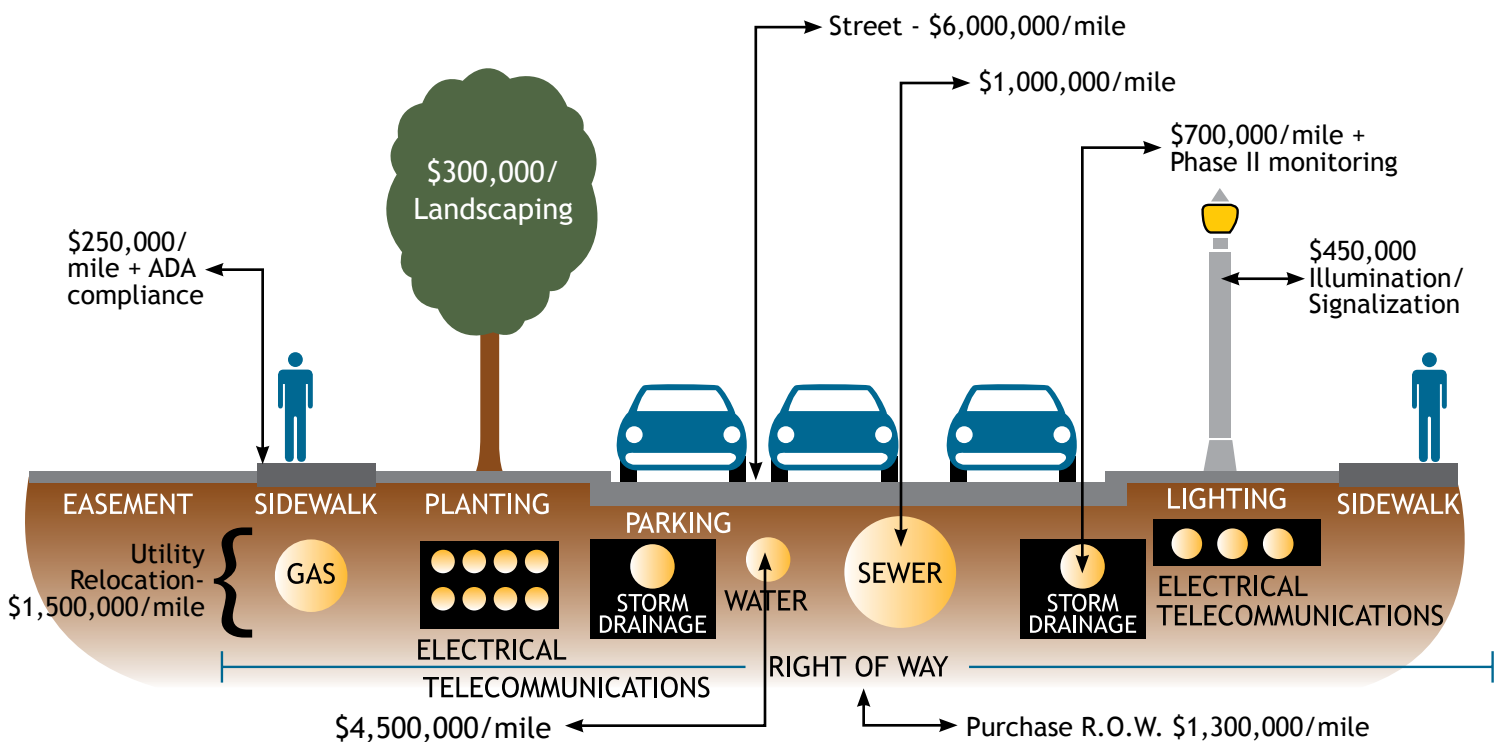 Street - $6,000,000/mile
$1,000,000/mile
$700,000/mile +
Phase II monitoring
$300,000/
Landscaping
$250,000/
mile + ADA
compliance
$450,000
Illumination/
Signalization
EASEMENT
SIDEWALK
PLANTING
PARKING
LIGHTING
SIDEWALK
Utility
Relocation-
$1,500,000/mile
GAS
ELECTRICAL
TELECOMMUNICATIONS
STORM
DRAINAGE
WATER
SEWER
STORM
DRAINAGE
ELECTRICAL
TELECOMMUNICATIONS
RIGHT OF WAY
$4,500,000/mile
Purchase R.O.W. $1,300,000/mile